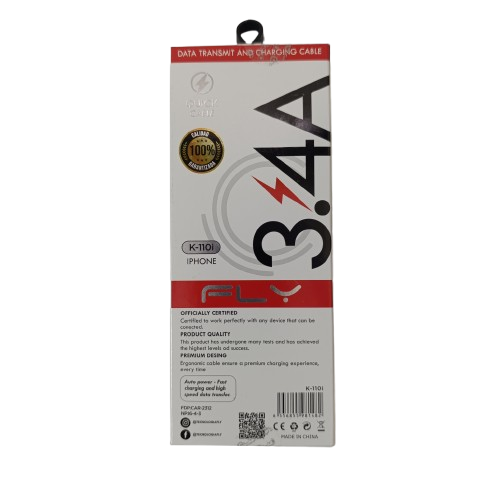 DATA TRANSMIT AND CHARGING CABLE
3.4A
CALIDAD
100%
GARANTIZADA
K-110i
IPHONE
FLY
OFFICIALLY CERTIFIED
Certified to work perfectly with any device that can be
conected.
PRODUCT QUALITY
This product has undergone many tests and has achieved
the highest levels od success.
PSEMIUM DESING
Ergonomic cable ensure a premium charging experience,
every time
Auto power - Fast
charging and high
speed data transfer
K-110i
MADE IN CHINA